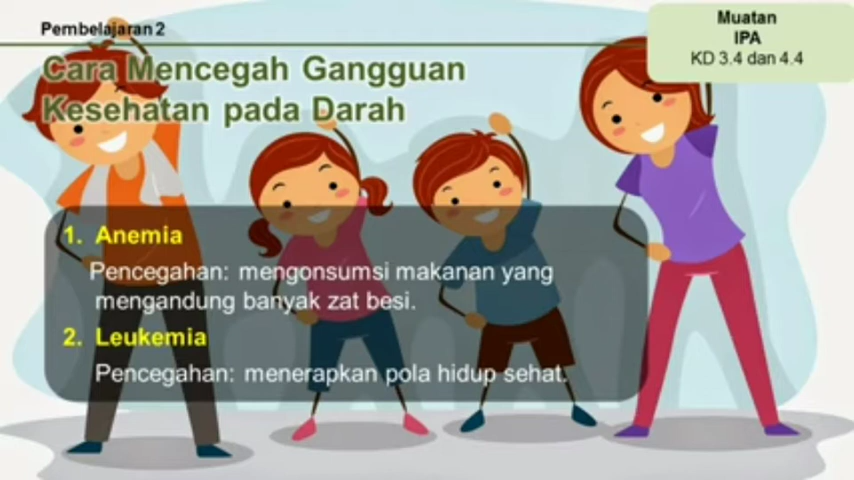 Pembelajaran 2
Muatan
IPA
KD 3.4 dan 4.4
Cara Mencegah Gangguan
Kesehatan pada Darah
1. Anemia
Pencegahan: mengonsumsi makanan yang
mengandung banyak zat besi.
2. Leukemia
Pencegahan: menerapkan pola hidup sehat.